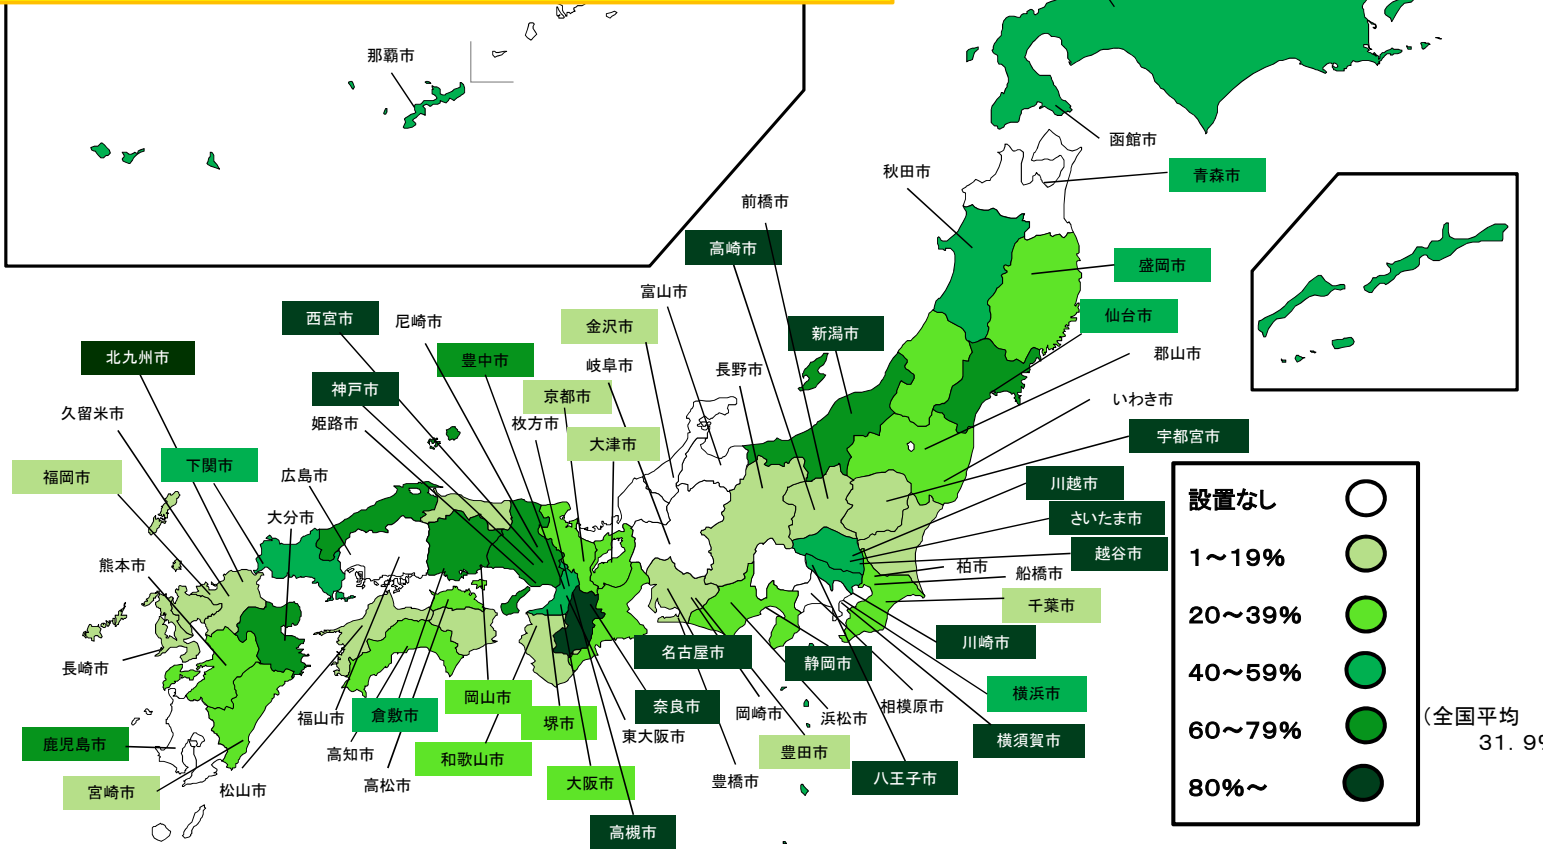 那覇市
函館市
秋田市
青森市
前橋市
高崎市
盛岡市
富山市
西宮市
尼崎市
金沢市
新潟市
仙台市
北九州市
豊中市
岐阜市
長野市
郡山市
神戸市
京都市
久留米市
姫路市
枚方市
いわき市
大津市
宇都宮市
福岡市
下関市
広島市
川越市
設置なし
大分市
さいたま市
熊本市
越谷市
1～19%
柏市
船橋市
千葉市
20～39%
川崎市
長崎市
名古屋市
静岡市
40～59%
岡山市
横浜市
奈良市
福山市
倉敷市
堺市
岡崎市
浜松市
相模原市
(全国平均
31.9%
鹿児島市
東大阪市
横須賀市
60～79%
高知市
和歌山市
豊田市
宮崎市
松山市
高松市
大阪市
豊橋市
八王子市
80%～
高槻市